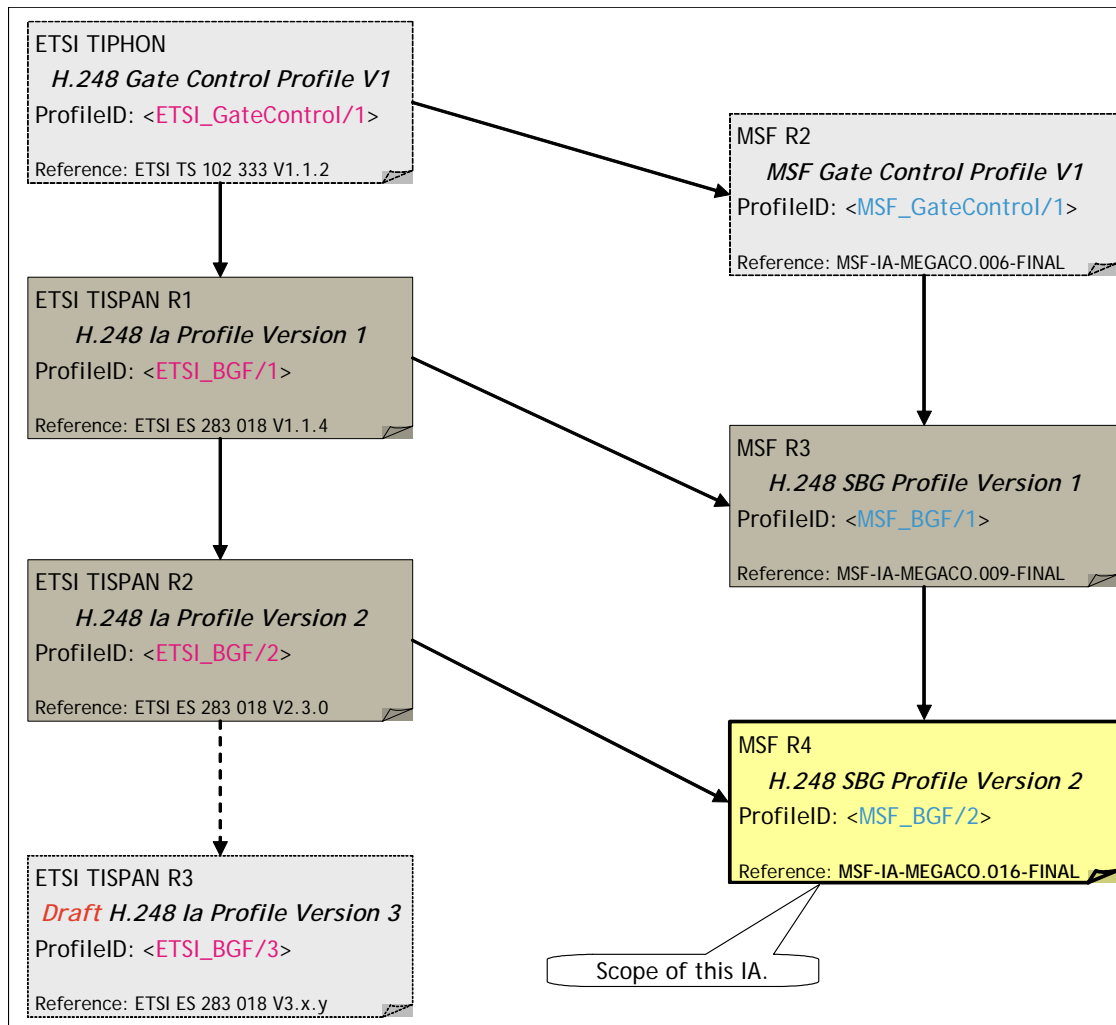 ETSI TIPHON
H.248 Gate Control Profile V1
ProfileID: <ETSI_GateControl/1>
Reference: ETSI TS 102 333 V1.1.2
MSF R2
MSF Gate Control Profile V1
ProfileID: <MSF_GateControl/1>
Reference: MSF-IA-MEGACO.006-FINAL
ETSI TISPAN R1
H.248 Ia Profile Version 1
ProfileID: <ETSI_BGF/1>
Reference: ETSI ES 283 018 V1.1.4
MSF R3
H.248 SBG Profile Version 1
ProfileID: <MSF_BGF/1>
Reference: MSF-IA-MEGACO.009-FINAL
ETSI TISPAN R2
H.248 Ia Profile Version 2
ProfileID: <ETSI_BGF/2>
Reference: ETSI ES 283 018 V2.3.0
MSF R4
H.248 SBG Profile Version 2
ProfileID: <MSF_BGF/2>
Reference: MSF-IA-MEGACO.016-FINAL
ETSI TISPAN R3
Draft H.248 Ia Profile Version 3
ProfileID: <ETSI_BGF/3>
Reference: ETSI ES 283 018 V3.x.y
Scope of this IA.